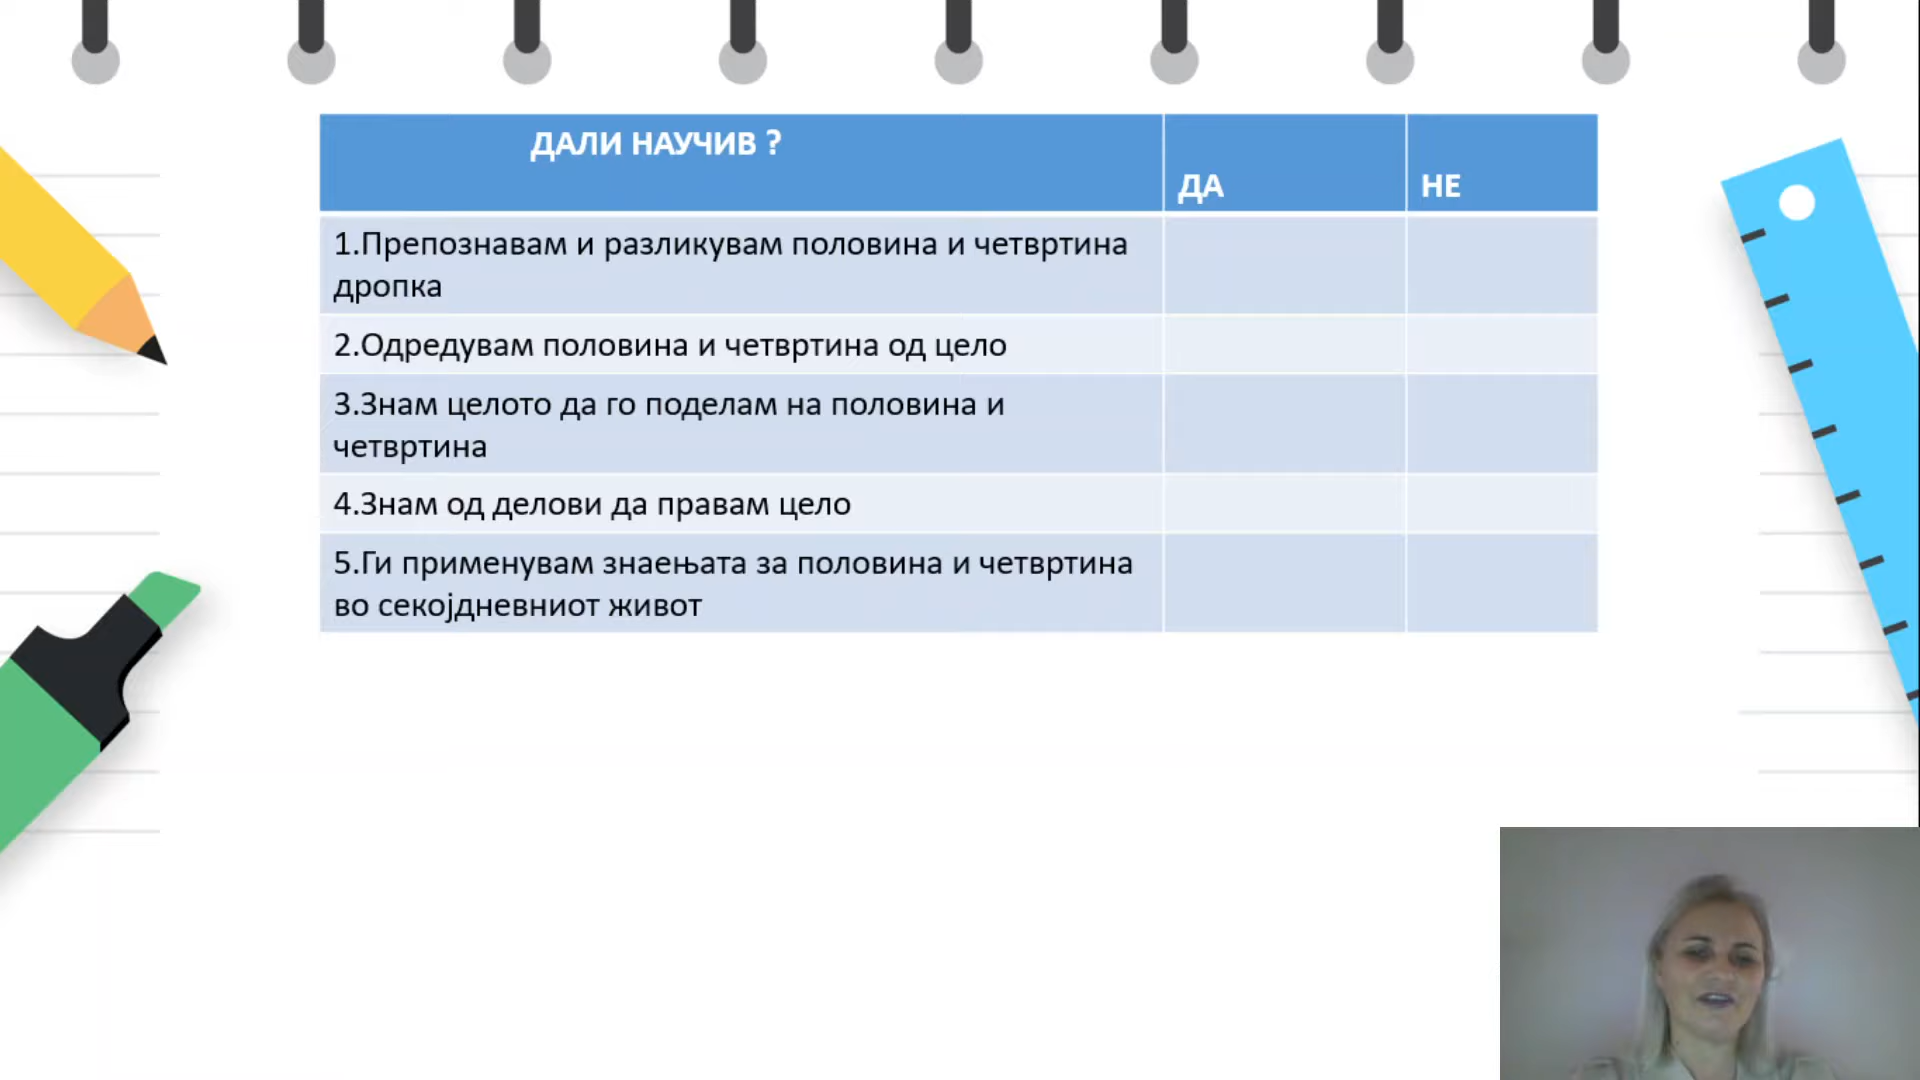 ДАЛИ НАУЧИВ ?
ДА
НЕ
1.Препознавам и разликувам половина и четвртина
дропка
2.Одредувам половина и четвртина од цело
3.Знам целото да го поделам на половина и
четвртина
4.Знам од делови да правам цело
5.Ги применувам знаењата за половина и четвртина
во секојдневниот живот